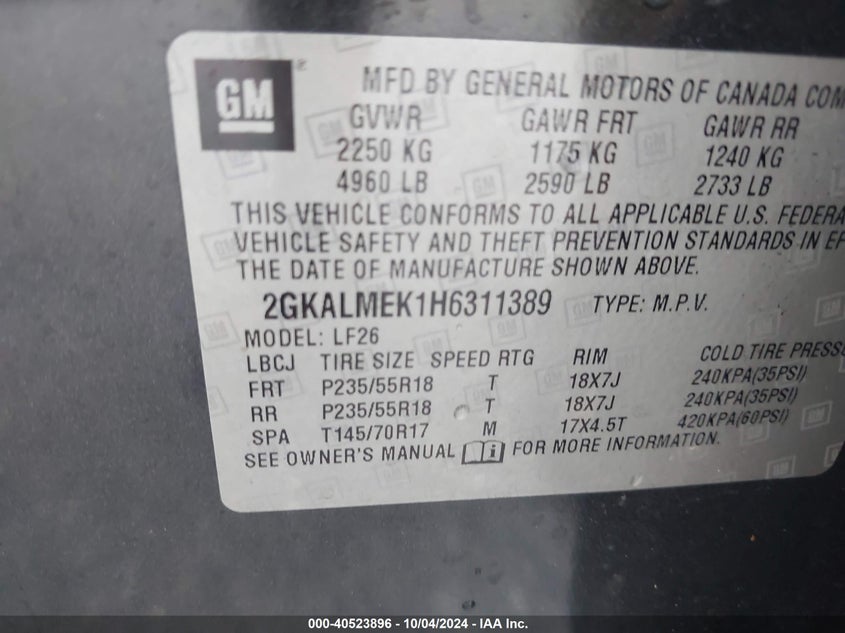 GM ®
MFD BY GENERAL MOTORS OF CANADA COM
GVWR GAWR FRT GAWR RR
2250 KG 1175 KG 1240 KG
4960 LB 2590 LB 2733 LB
THIS VEHICLE CONFORMS TO ALL APPLICABLE U.S. FEDERA
VEHICLE SAFETY AND THEFT PREVENTION STANDARDS IN EF
THE DATE OF MANUFACTURE SHOWN ABOVE.
2GKALMEK1H6311389 TYPE: M.P.V.
MODEL: LF26
LBCJ TIRE SIZE SPEED RTG RIM COLD TIRE PRESSU
FRT P235/55R18 T 18X7J 240KPA(35PSI)
RR P235/55R18 T 18X7J 240KPA(35PSI)
SPA T145/70R17 M 17X4.5T 420KPA(60PSI)
SEE OWNER'S MANUAL FOR MORE INFORMATION.
000-40523896 - 10/04/2024 - IAA Inc.